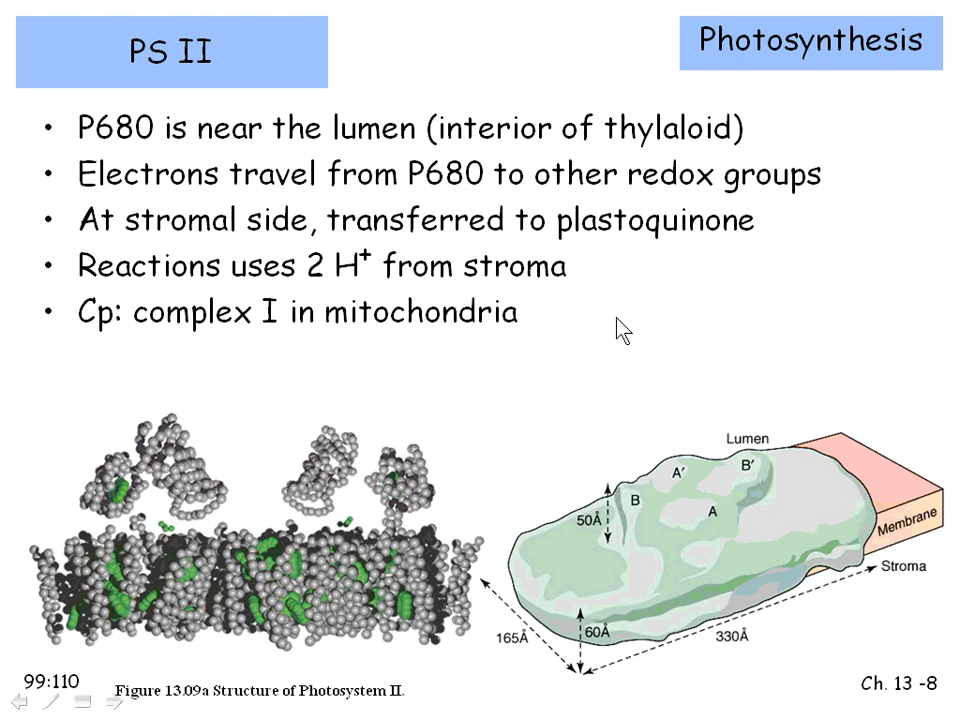 PS II
Photosynthesis
• P680 is near the lumen (interior of thylaloid)
• Electrons travel from P680 to other redox groups
• At stromal side, transferred to plastoquinone
• Reactions uses 2 H⁺ from stroma
• Cp: complex I in mitochondria
Lumen
A′
B′
B
A
50Å
Membrane
Stroma
165Å
60Å
330Å
99:110
Figure 13.09a Structure of Photosystem II.
Ch. 13 -8